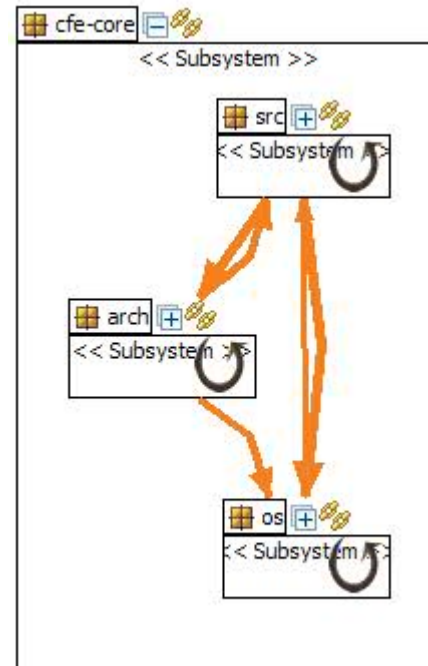 cfe-core
<< Subsystem >>
src
<< Subsystem >>
arch
<< Subsystem >>
os
<< Subsystem >>